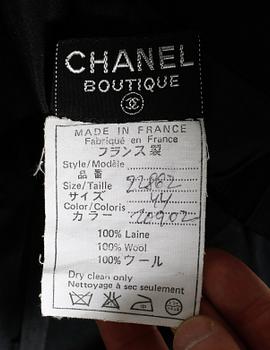 CHANEL
BOUTIQUE
MADE IN FRANCE
Fabriqué en France
フランス製
Style/Modèle
品番 22882
Size/Taille
サイズ 44
Color/Coloris
カラー
100% Laine
100% Wool
100% ウール
Dry clean only
Nettoyage à sec seulement